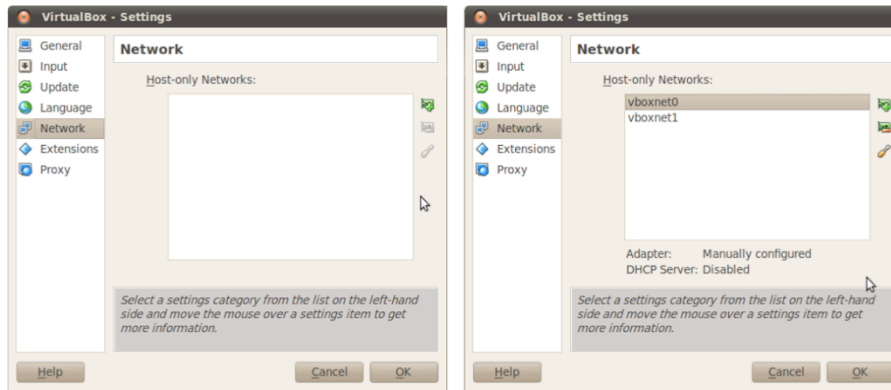 VirtualBox - Settings
General
Input
Update
Language
Network
Extensions
Proxy
Network
Host-only Networks:
Select a settings category from the list on the left-hand
side and move the mouse over a settings item to get
more information.
Help
Cancel
OK
VirtualBox - Settings
General
Input
Update
Language
Network
Extensions
Proxy
Network
Host-only Networks:
vboxnet0
vboxnet1
Adapter: Manually configured
DHCP Server: Disabled
Select a settings category from the list on the left-hand
side and move the mouse over a settings item to get
more information.
Help
Cancel
OK